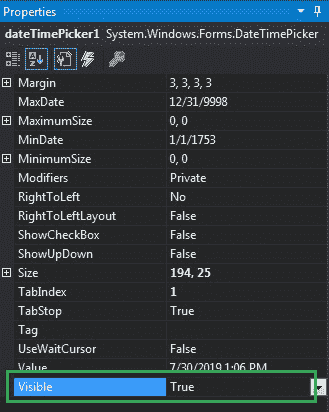 Properties
dateTimePicker1 System.Windows.Forms.DateTimePicker
Margin 3, 3, 3, 3
MaxDate 12/31/9998
MaximumSize 0, 0
MinDate 1/1/1753
MinimumSize 0, 0
Modifiers Private
RightToLeft No
RightToLeftLayout False
ShowCheckBox False
ShowUpDown False
Size 194, 25
TabIndex 1
TabStop True
Tag
UseWaitCursor False
Value 7/30/2019 1:06 PM
Visible True